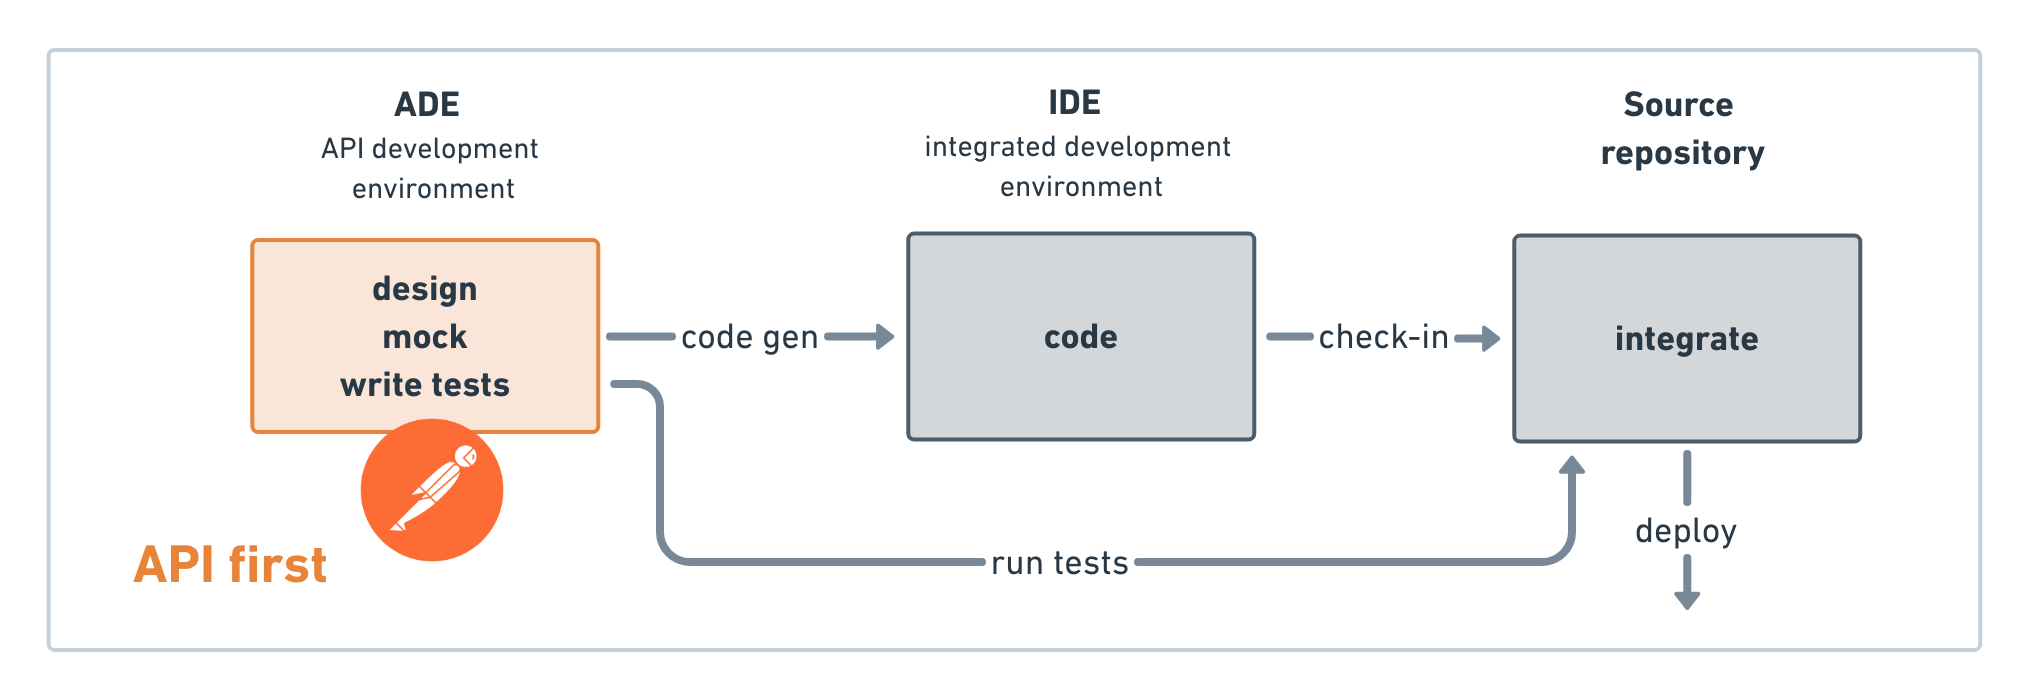 ADE
API development
environment
IDE
integrated development
environment
Source
repository
design
mock
write tests
code gen
code
check-in
integrate
run tests
deploy
API first